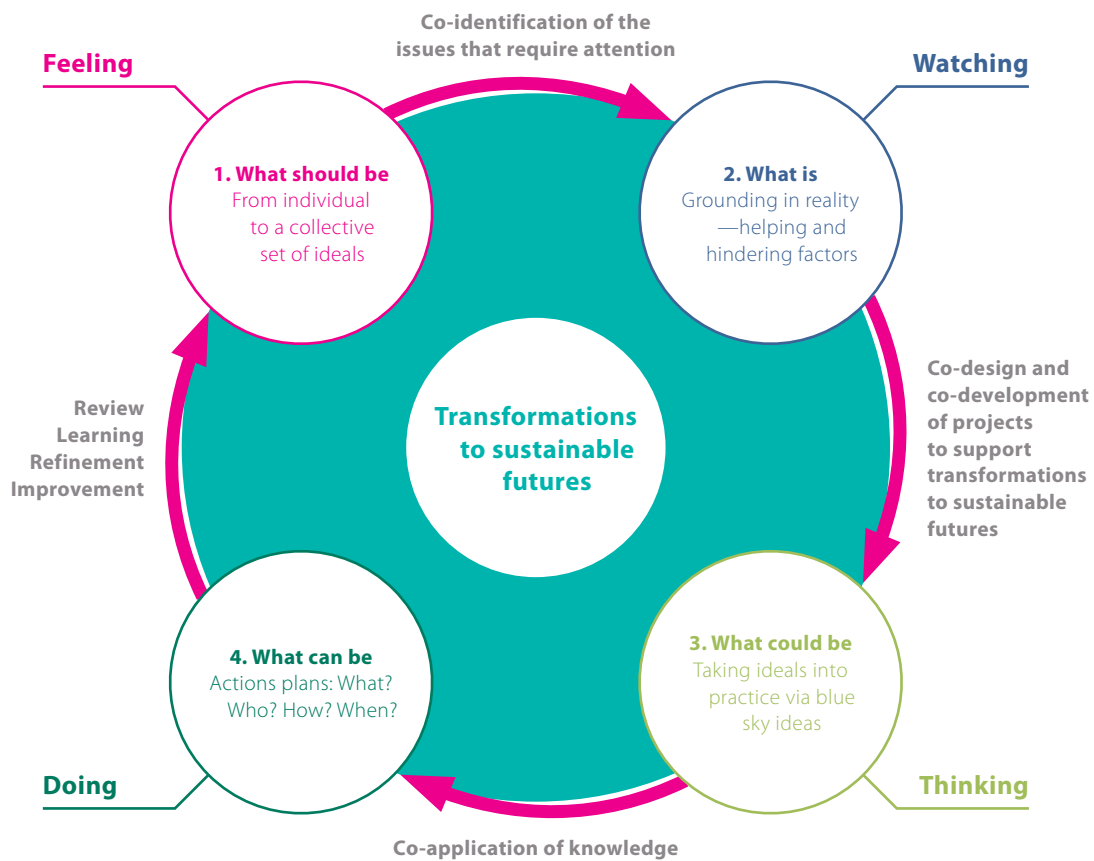 Co-identification of the
issues that require attention
Feeling
Watching
1. What should be
From individual
to a collective
set of ideals
2. What is
Grounding in reality
—helping and
hindering factors
Review
Learning
Refinement
Improvement
Transformations
to sustainable
futures
Co-design and
co-development
of projects
to support
transformations
to sustainable
futures
4. What can be
Actions plans: What?
Who? How? When?
3. What could be
Taking ideals into
practice via blue
sky ideas
Doing
Thinking
Co-application of knowledge